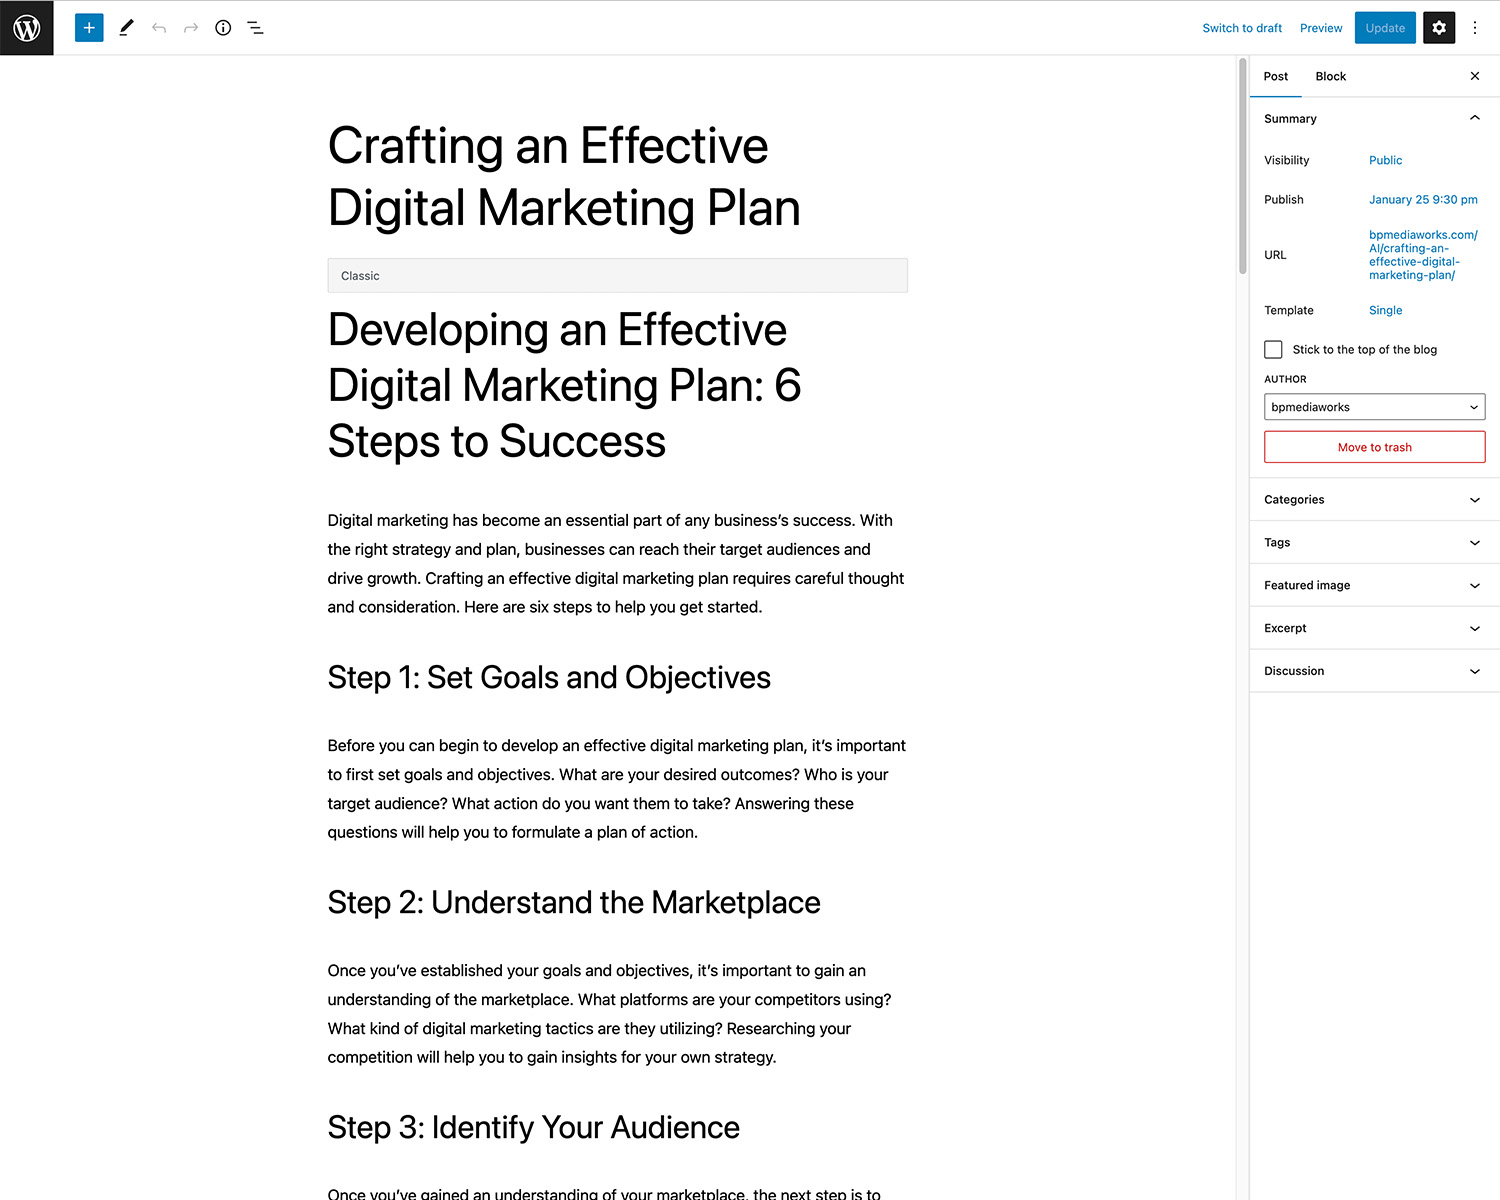 Switch to draft Preview Update
Crafting an Effective
Digital Marketing Plan
Classic
Developing an Effective
Digital Marketing Plan: 6
Steps to Success
Digital marketing has become an essential part of any business’s success. With
the right strategy and plan, businesses can reach their target audiences and
drive growth. Crafting an effective digital marketing plan requires careful thought
and consideration. Here are six steps to help you get started.
Step 1: Set Goals and Objectives
Before you can begin to develop an effective digital marketing plan, it’s important
to first set goals and objectives. What are your desired outcomes? Who is your
target audience? What action do you want them to take? Answering these
questions will help you to formulate a plan of action.
Step 2: Understand the Marketplace
Once you’ve established your goals and objectives, it’s important to gain an
understanding of the marketplace. What platforms are your competitors using?
What kind of digital marketing tactics are they utilizing? Researching your
competition will help you to gain insights for your own strategy.
Step 3: Identify Your Audience
Once you’ve gained an understanding of your marketplace, the next step is to
Post Block
Summary
Visibility Public
Publish January 25 9:30 pm
URL
bpmediaworks.com/
AI/crafting-an-
effective-digital-
marketing-plan/
Template Single
Stick to the top of the blog
AUTHOR
bpmediaworks
Move to trash
Categories
Tags
Featured image
Excerpt
Discussion